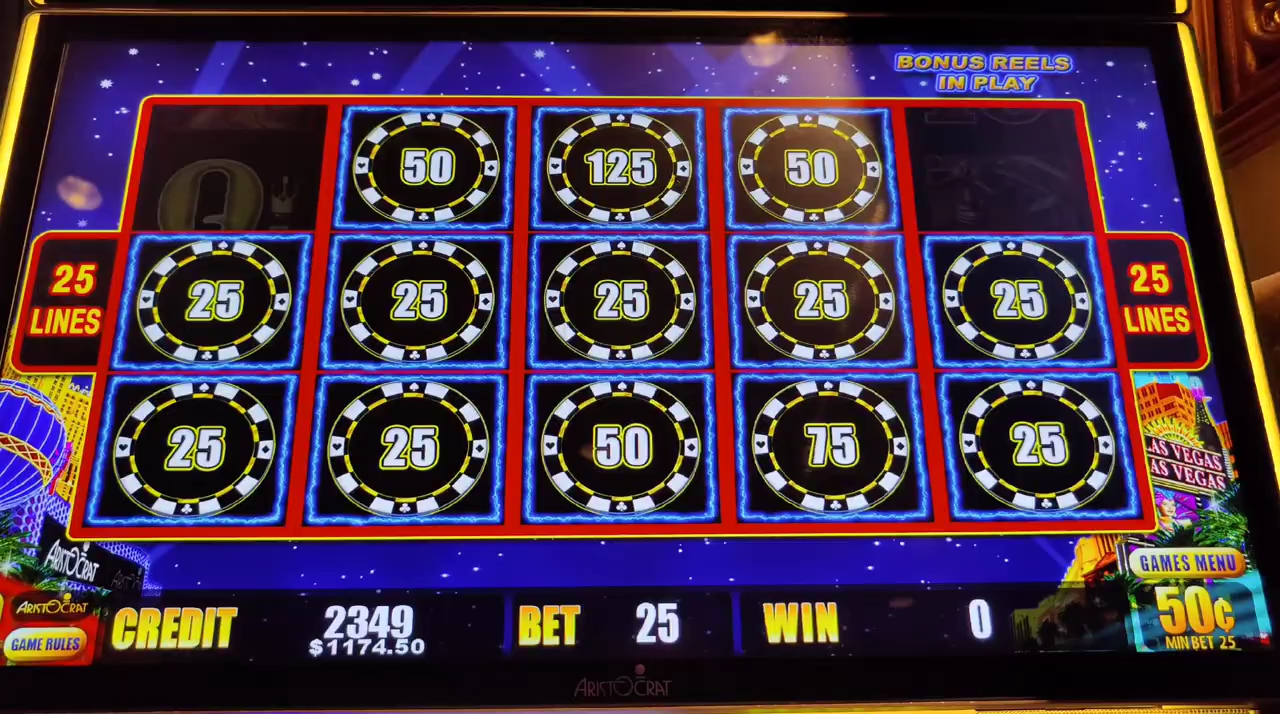 BONUS REELS
IN PLAY
50 125 50
Q
25
LINES
25 25 25 25 25
25
LINES
25 25 50 75 25
LAS VEGAS
LAS VEGAS
ARISTOCRAT
GAMES MENU
ARISTOCRAT
GAME RULES
CREDIT 2349 BET 25 WIN 0
$1174.50
50¢
MIN BET 25
ARISTOCRAT